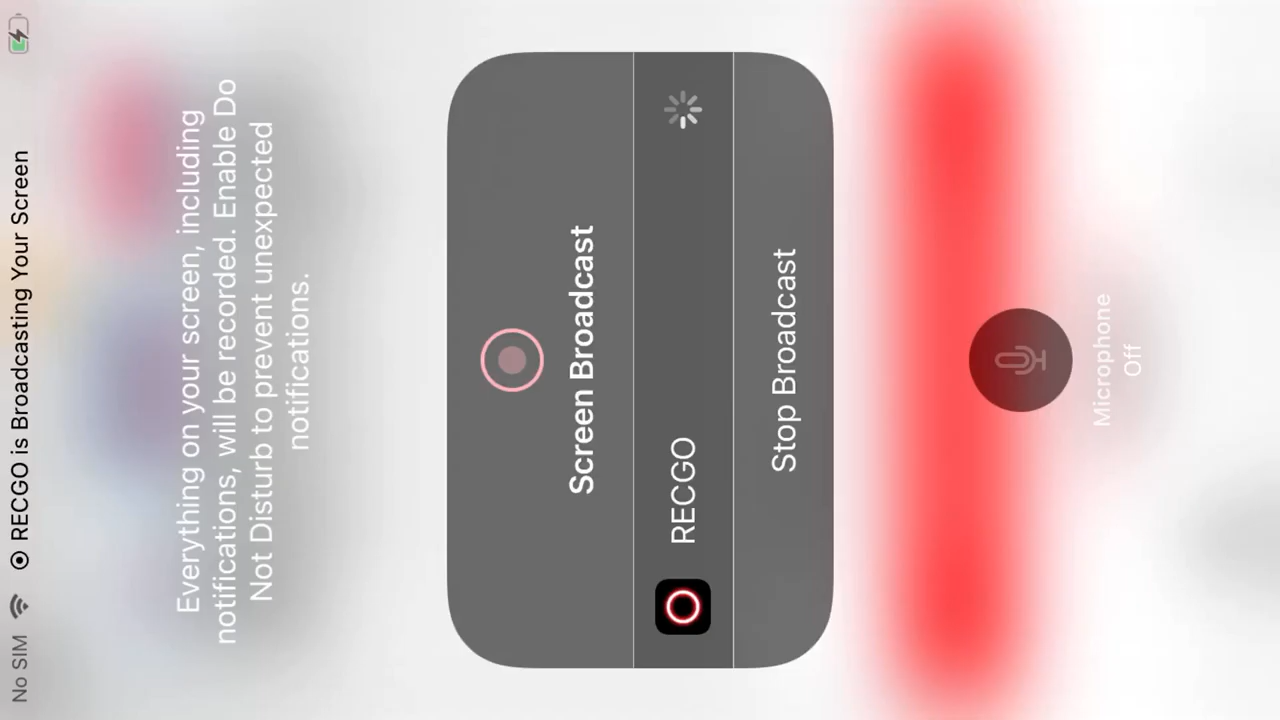 No SIM RECGO is Broadcasting Your Screen
Everything on your screen, including
notifications, will be recorded. Enable Do
Not Disturb to prevent unexpected
notifications.
Screen Broadcast
RECGO
Stop Broadcast
Microphone
Off